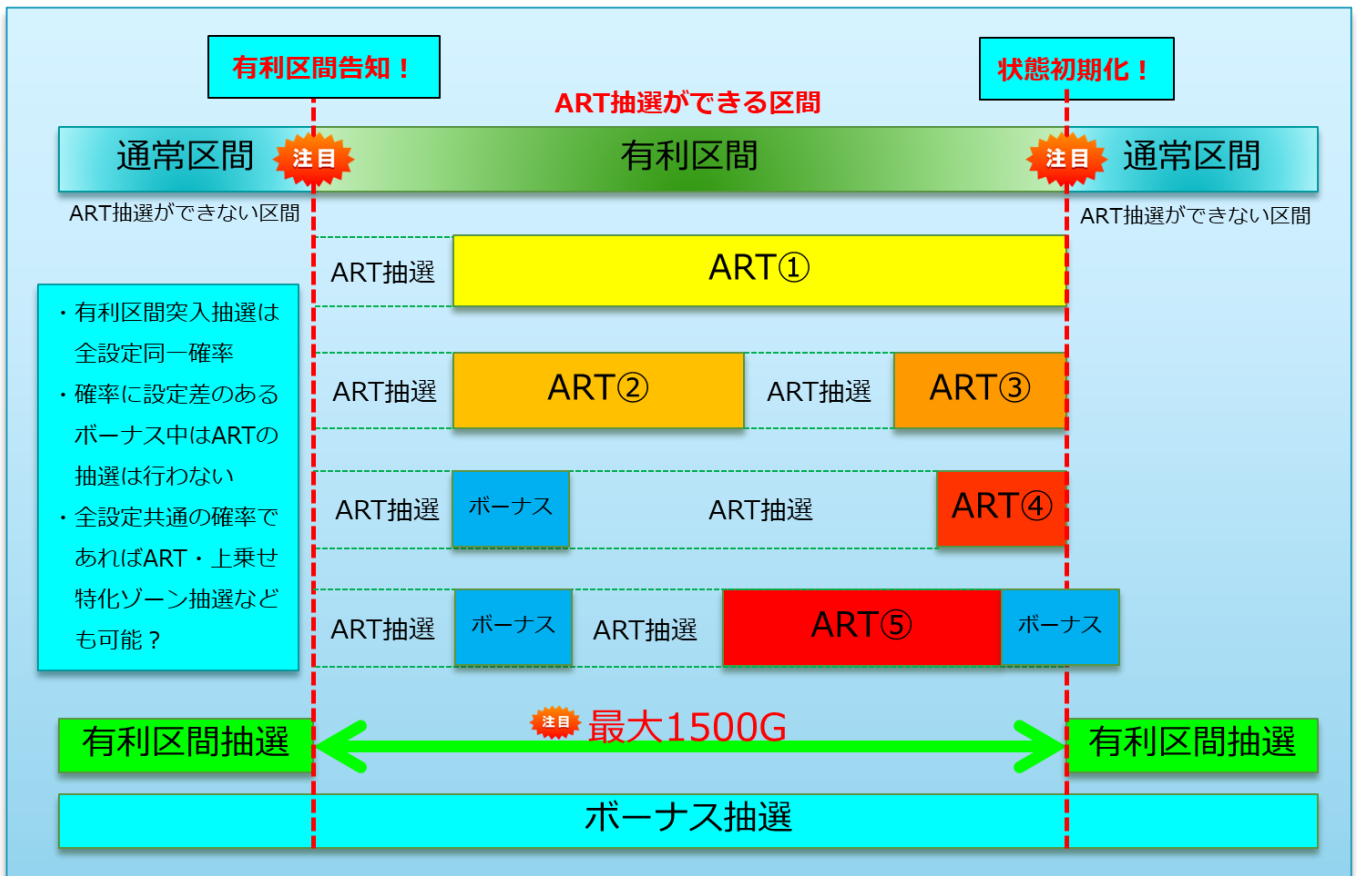 有利区間告知！
状態初期化！
ART抽選ができる区間
通常区間
注目
有利区間
注目
通常区間
ART抽選ができない区間
ART抽選ができない区間
ART抽選
ART①
・有利区間突入抽選は
全設定同一確率
・確率に設定差のある
ボーナス中はARTの
抽選は行わない
・全設定共通の確率で
あればART・上乗せ
特化ゾーン抽選など
も可能？
ART抽選
ART②
ART抽選
ART③
ART抽選
ボーナス
ART抽選
ART④
ART抽選
ボーナス
ART抽選
ART⑤
ボーナス
有利区間抽選
注目
最大1500G
有利区間抽選
ボーナス抽選